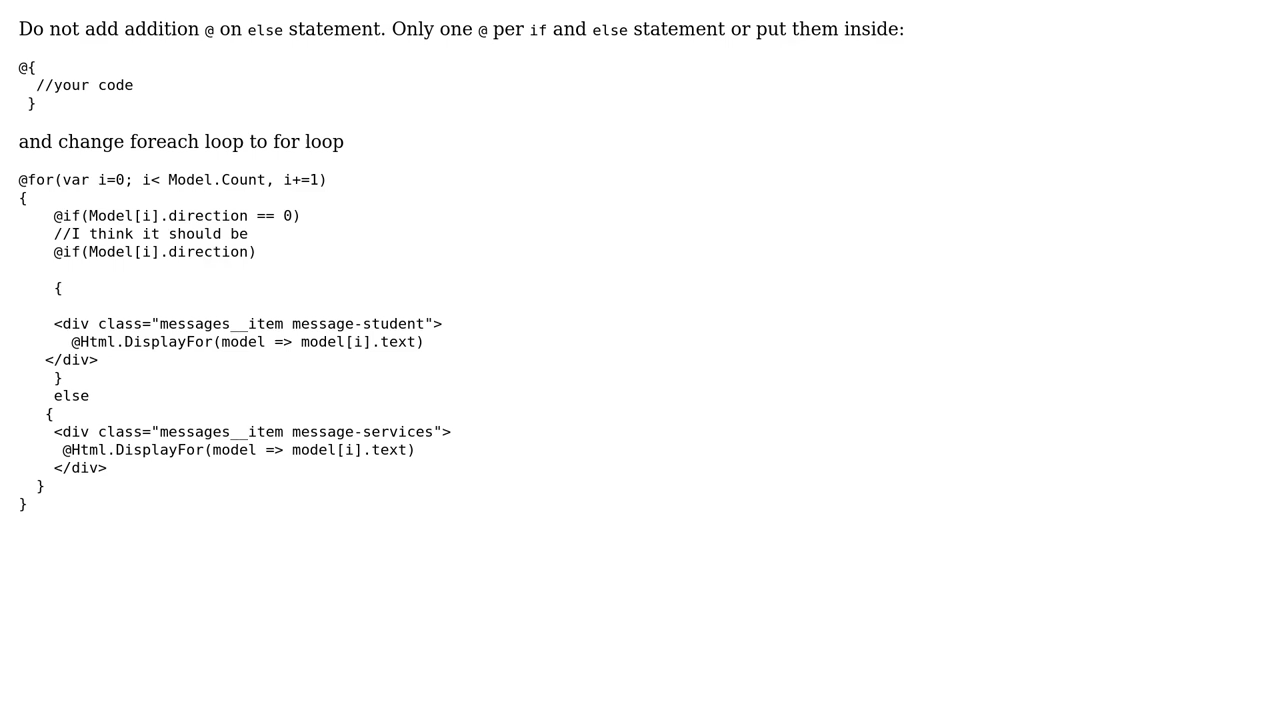 Do not add addition @ on else statement. Only one @ per if and else statement or put them inside:
@{
  //your code
 }
and change foreach loop to for loop
@for(var i=0; i< Model.Count, i+=1)
{
    @if(Model[i].direction == 0)
    //I think it should be
    @if(Model[i].direction)
    {
    <div class="messages__item message-student">
      @Html.DisplayFor(model => model[i].text)
   </div>
    }
    else
   {
    <div class="messages__item message-services">
     @Html.DisplayFor(model => model[i].text)
    </div>
  }
}